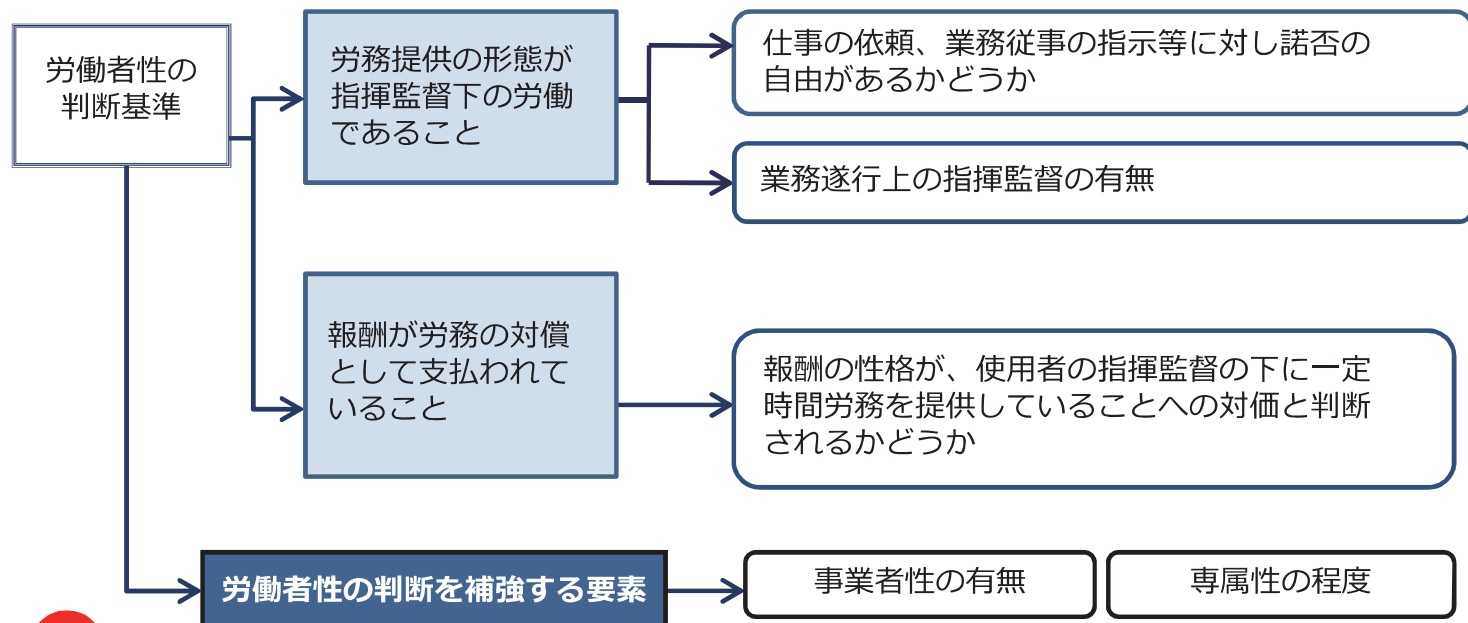 労働者性の
判断基準
労務提供の形態が
指揮監督下の労働
であること
仕事の依頼、業務従事の指示等に対し諾否の
自由があるかどうか
業務遂行上の指揮監督の有無
報酬が労務の対償
として支払われて
いること
報酬の性格が、使用者の指揮監督の下に一定
時間労務を提供していることへの対価と判断
されるかどうか
労働者性の判断を補強する要素
事業者性の有無
専属性の程度